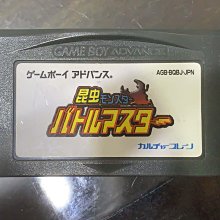 GAME BOY ADVANCE
ゲームボーイ アドバンス®
AGB-BQBJ-JPN
昆虫モンスター
バトルマスター
カルチャーブレーン